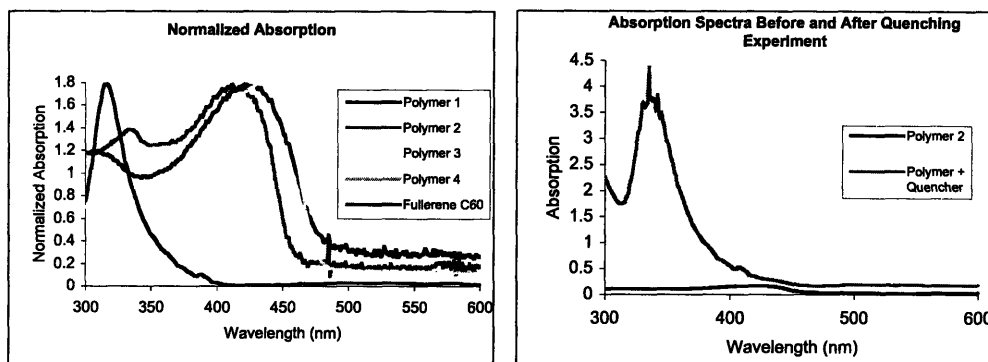 Normalized Absorption
Normalized Absorption
1.8
1.6
1.4
1.2
1
0.8
0.6
0.4
0.2
0
300
350
400
450
500
550
600
Wavelength (nm)
Polymer 1
Polymer 2
Polymer 3
Polymer 4
Fullerene C60
Absorption Spectra Before and After Quenching
Experiment
Absorption
4.5
4
3.5
3
2.5
2
1.5
1
0.5
0
300
400
500
600
Wavelength (nm)
Polymer 2
Polymer +
Quencher